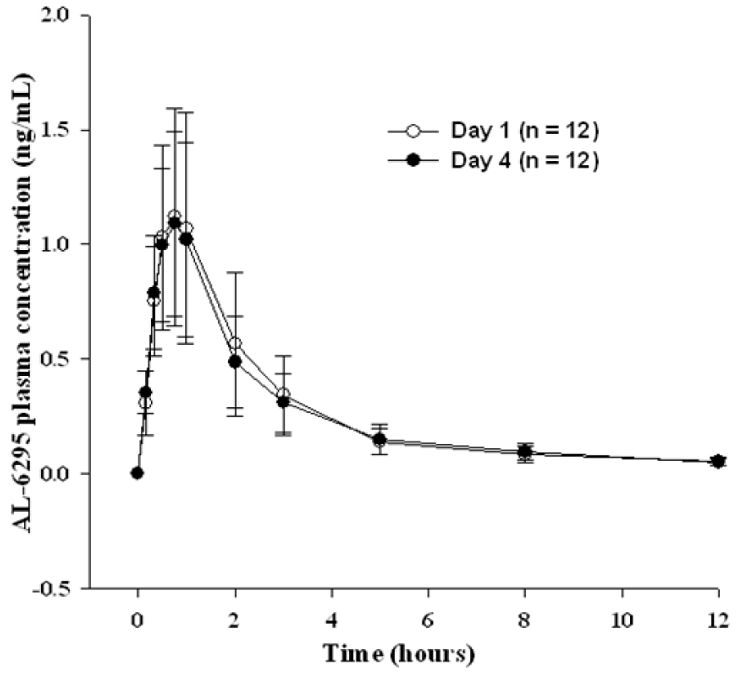 AL-6295 plasma concentration (ng/mL)
2.0
1.5
1.0
0.5
0.0
-0.5
Day 1 (n = 12)
Day 4 (n = 12)
0 2 4 6 8 10 12
Time (hours)